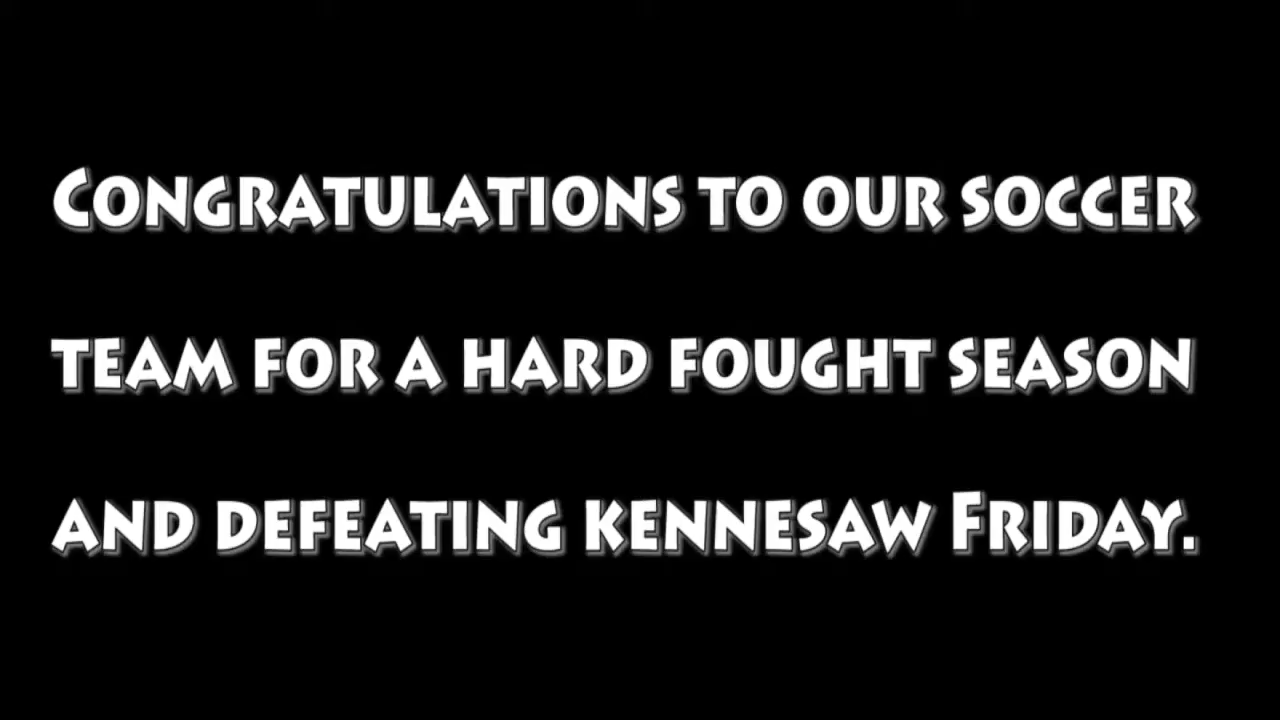 Congratulations to our soccer
team for a hard fought season
and defeating kennesaw Friday.